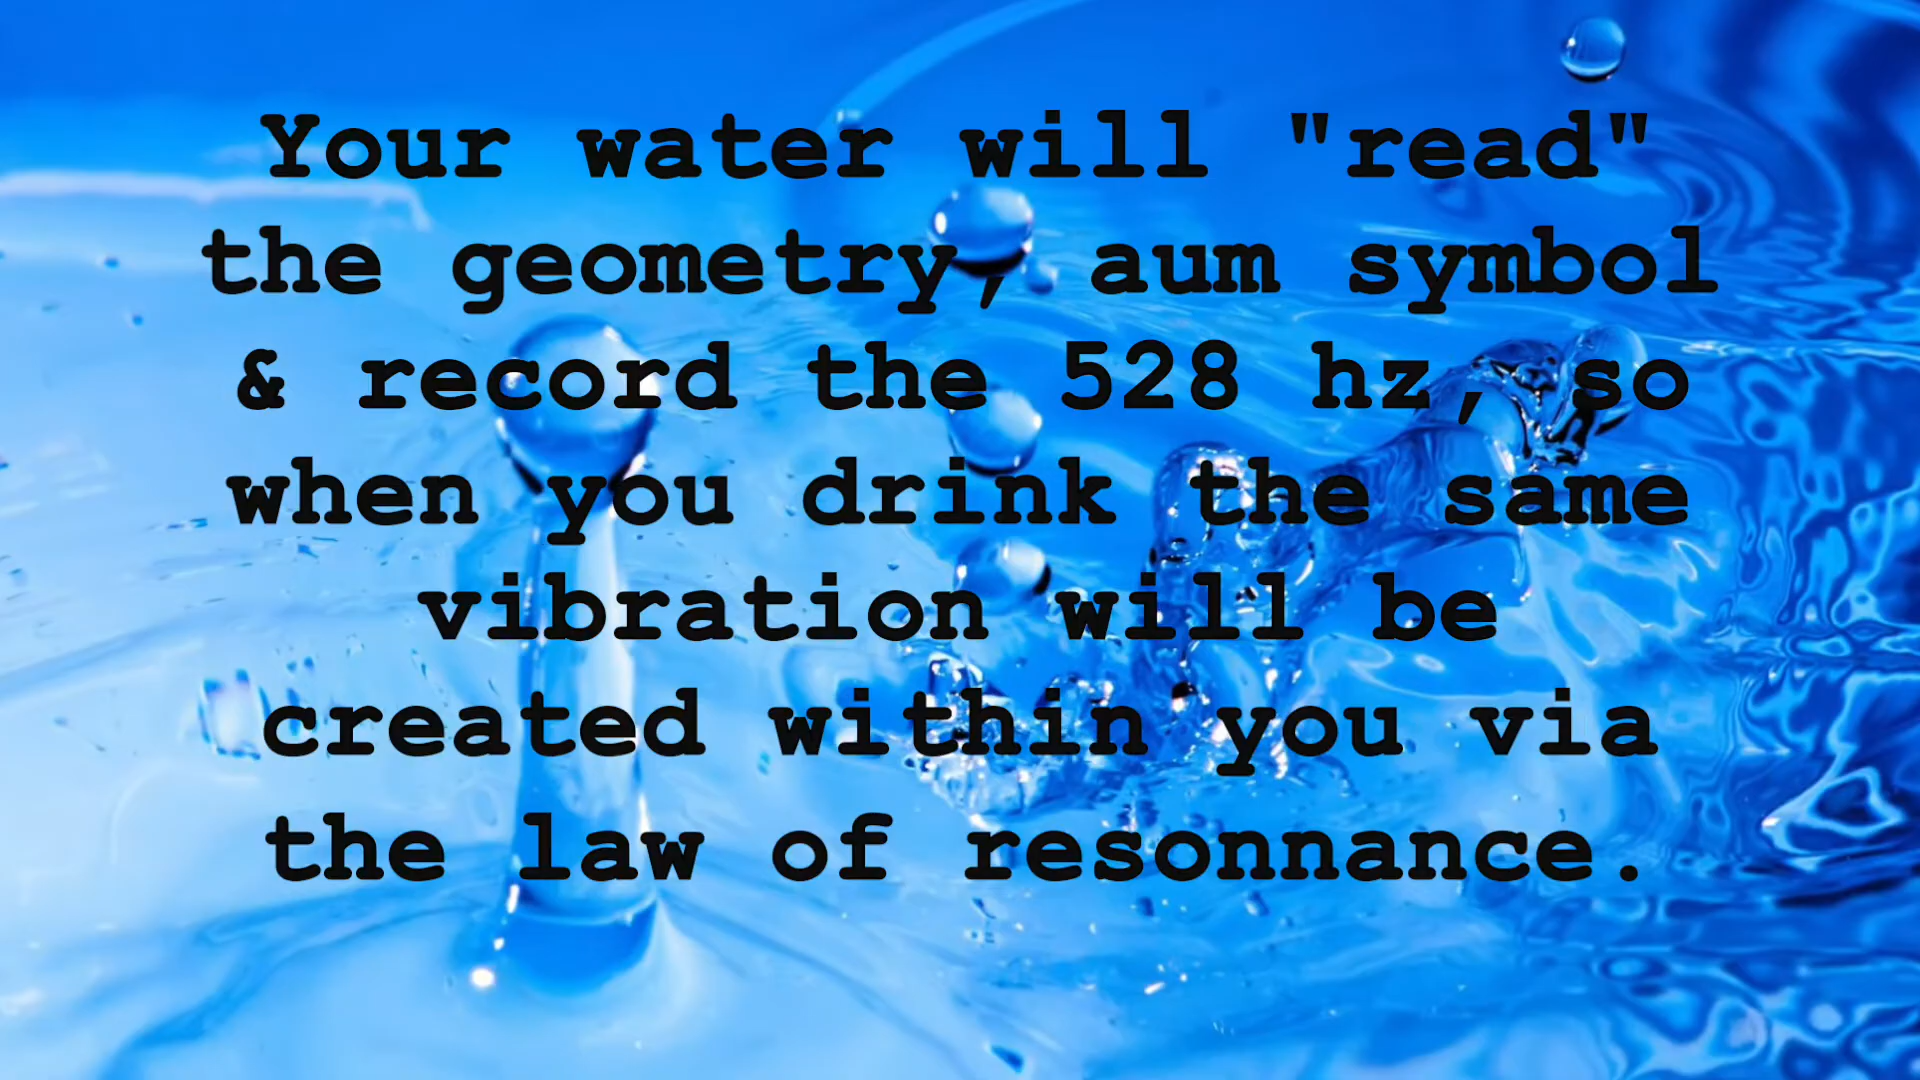 Your water will "read"
the geometry, aum symbol
& record the 528 hz, so
when you drink the same
vibration will be
created within you via
the law of resonnance.